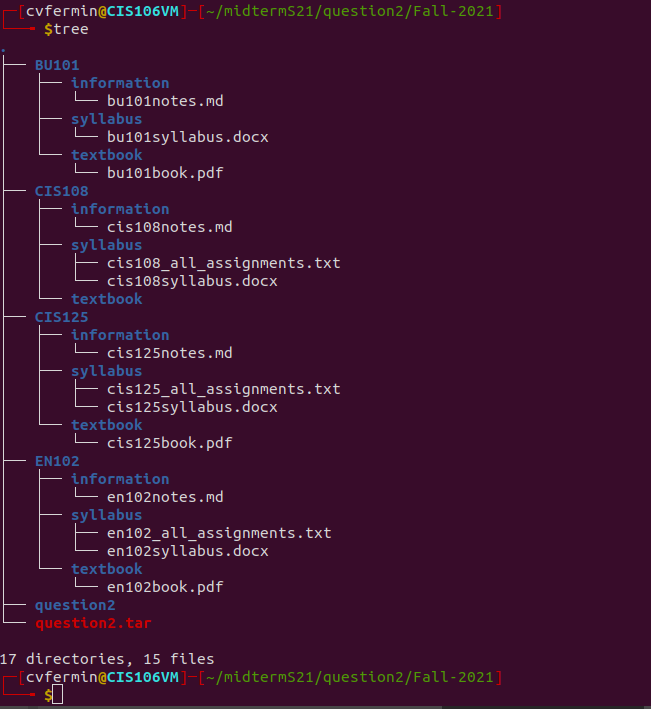 ┌─[cvfermin@CIS106VM]─[~/midtermS21/question2/Fall-2021]
└──╼ $tree
.
├── BU101
│   ├── information
│   │   └── bu101notes.md
│   ├── syllabus
│   │   └── bu101syllabus.docx
│   └── textbook
│       └── bu101book.pdf
├── CIS108
│   ├── information
│   │   └── cis108notes.md
│   ├── syllabus
│   │   ├── cis108_all_assignments.txt
│   │   └── cis108syllabus.docx
│   └── textbook
├── CIS125
│   ├── information
│   │   └── cis125notes.md
│   ├── syllabus
│   │   ├── cis125_all_assignments.txt
│   │   └── cis125syllabus.docx
│   └── textbook
│       └── cis125book.pdf
├── EN102
│   ├── information
│   │   └── en102notes.md
│   ├── syllabus
│   │   ├── en102_all_assignments.txt
│   │   └── en102syllabus.docx
│   └── textbook
│       └── en102book.pdf
├── question2
└── question2.tar
17 directories, 15 files
┌─[cvfermin@CIS106VM]─[~/midtermS21/question2/Fall-2021]
└──╼ $